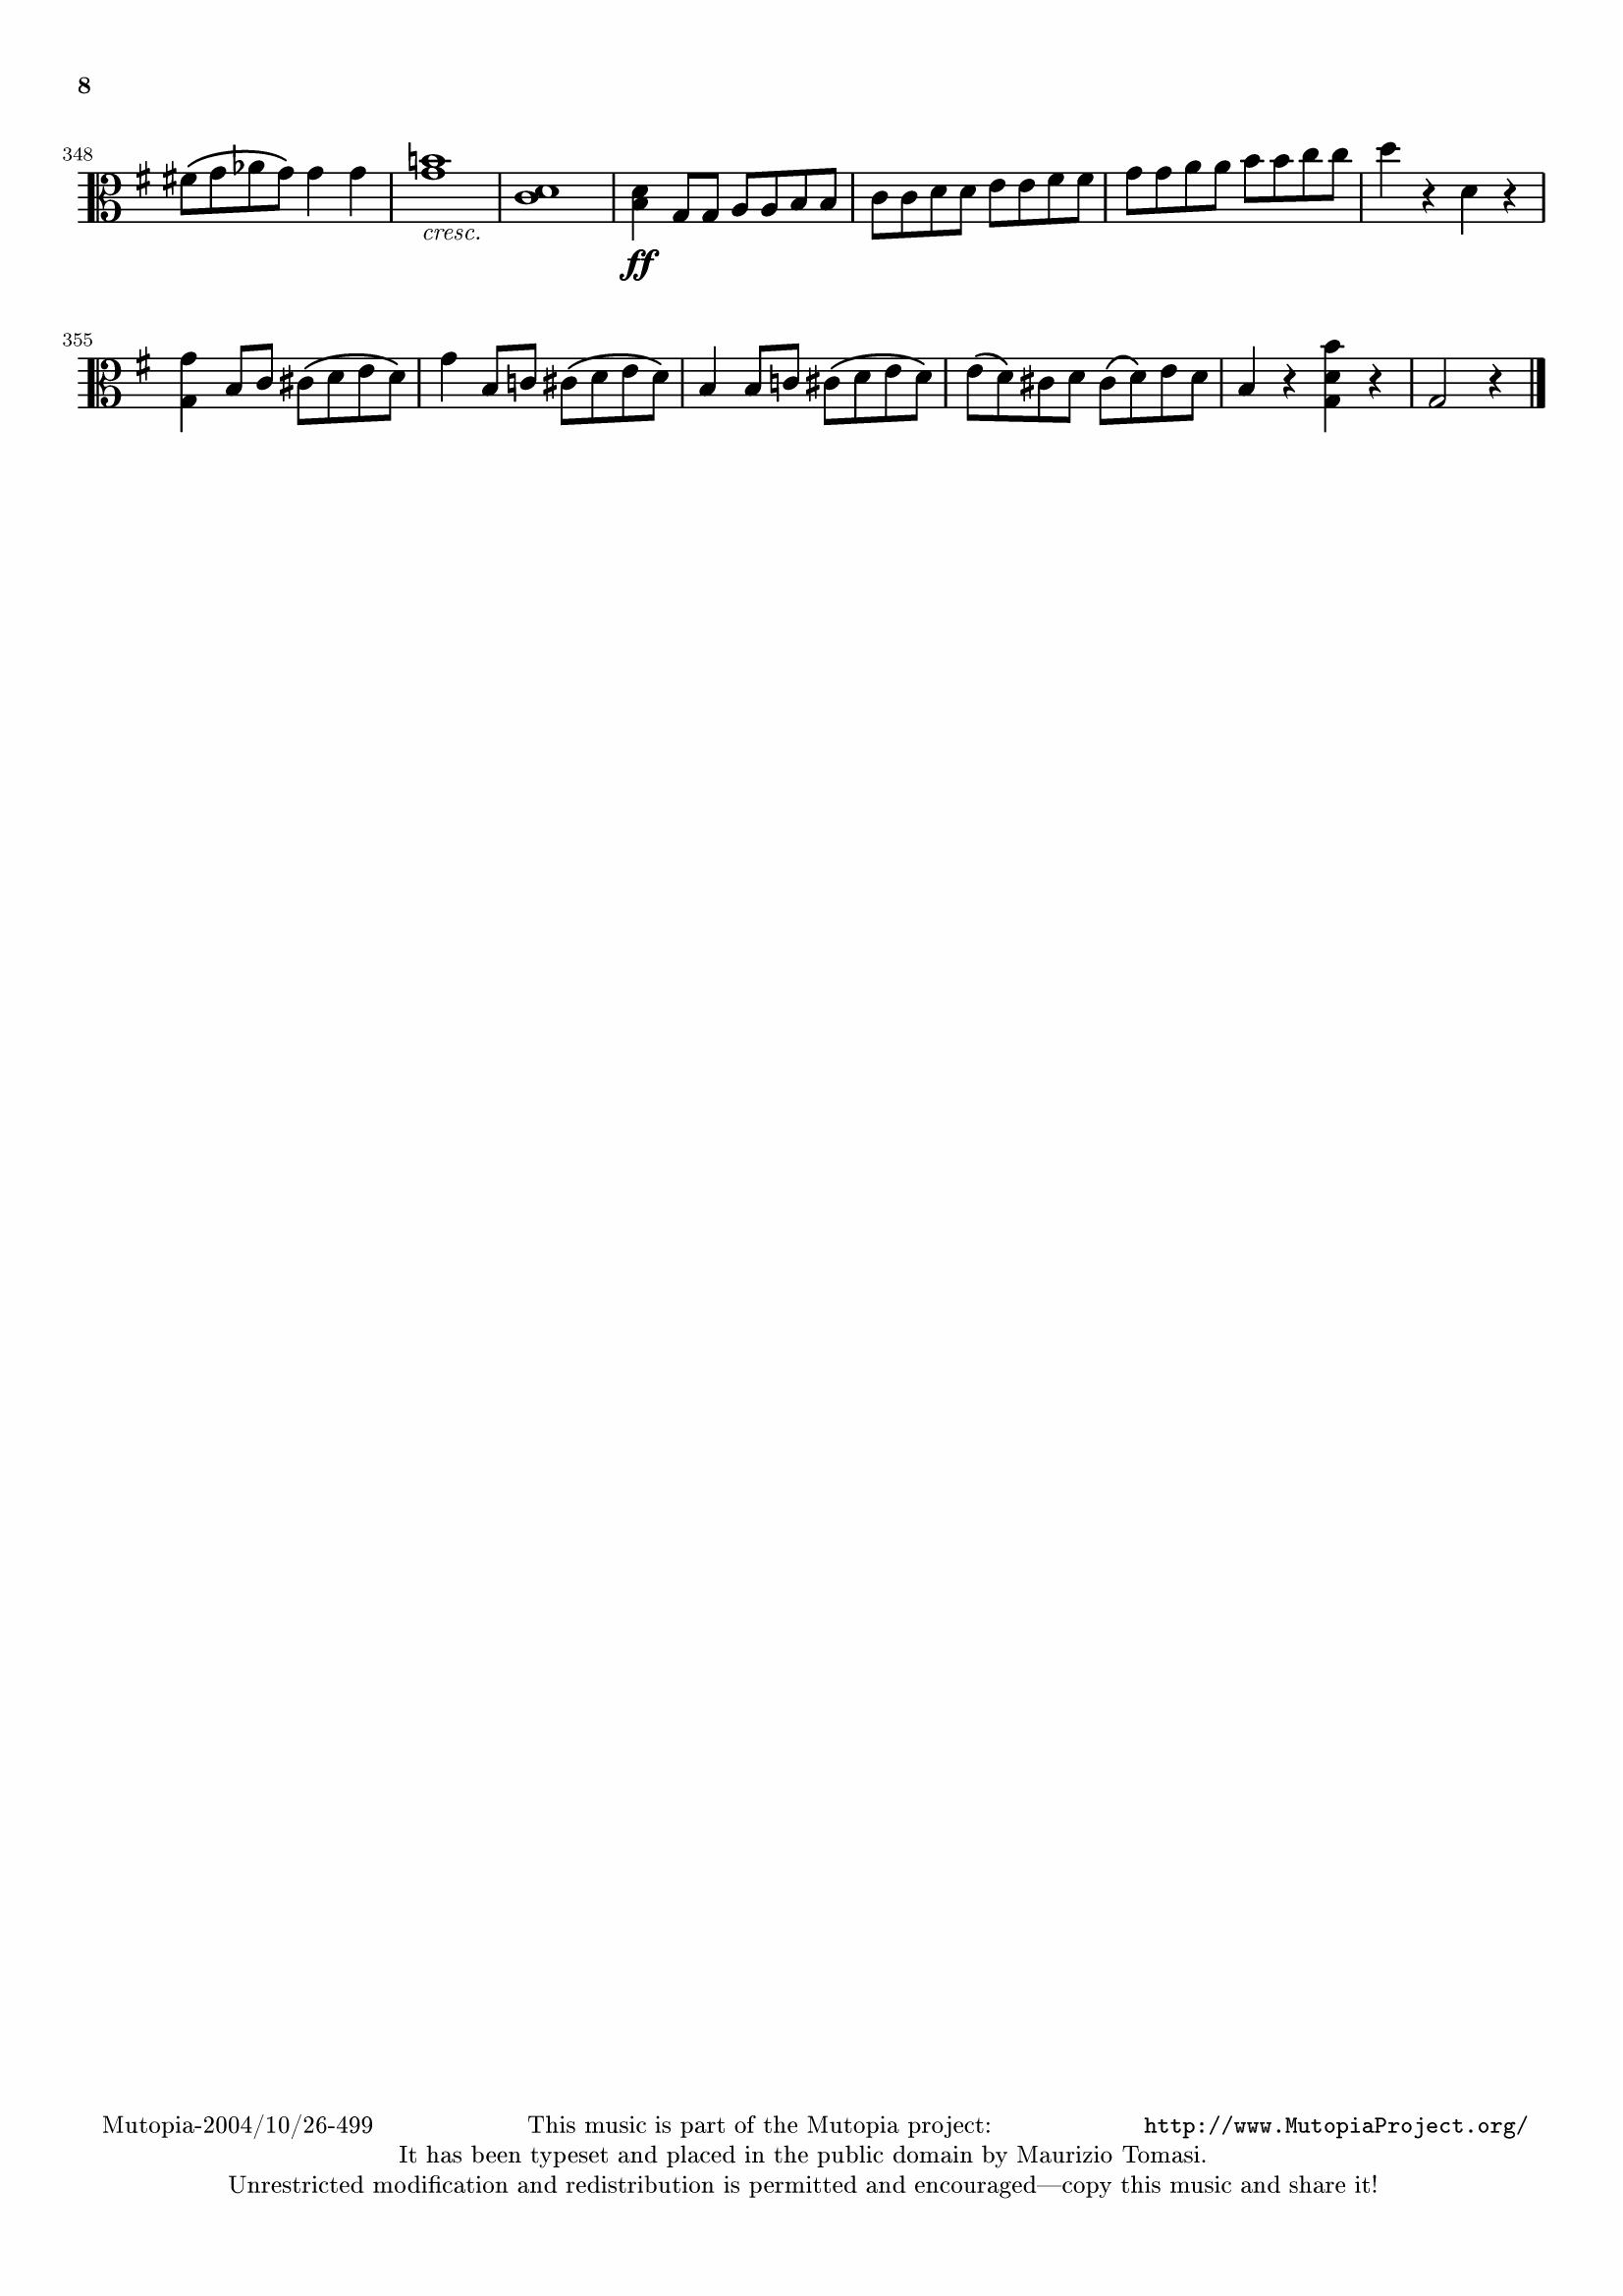 8
348
cresc.
ff
355
Mutopia-2004/10/26-499 This music is part of the Mutopia project: http://www.MutopiaProject.org/
It has been typeset and placed in the public domain by Maurizio Tomasi.
Unrestricted modification and redistribution is permitted and encouraged—copy this music and share it!